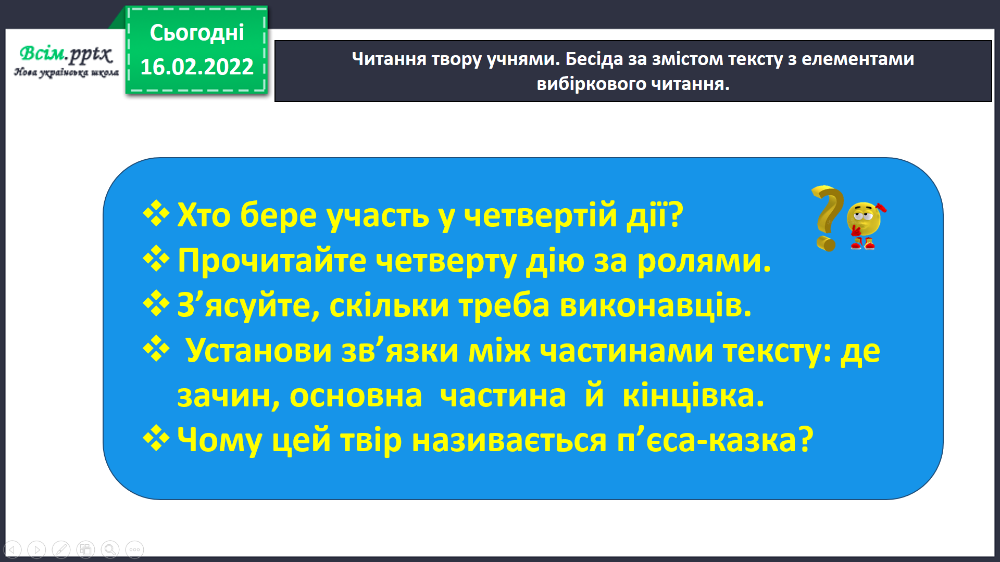 Сьогодні
16.02.2022
Всім.pptx
Нова українська школа
Читання твору учнями. Бесіда за змістом тексту з елементами
вибіркового читання.
❖ Хто бере участь у четвертій дії?
❖ Прочитайте четверту дію за ролями.
❖ З’ясуйте, скільки треба виконавців.
❖ Установи зв’язки між частинами тексту: де
зачин, основна частина й кінцівка.
❖ Чому цей твір називається п’єса-казка?